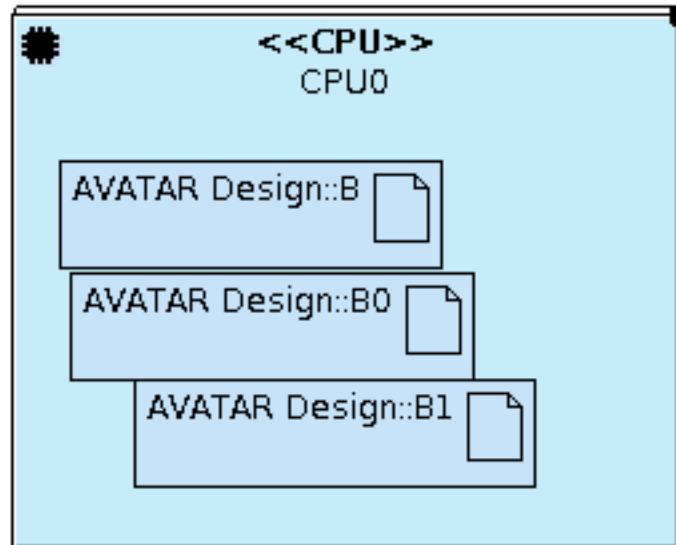 <<CPU>>
CPU0
AVATAR Design::B
AVATAR Design::B0
AVATAR Design::B1